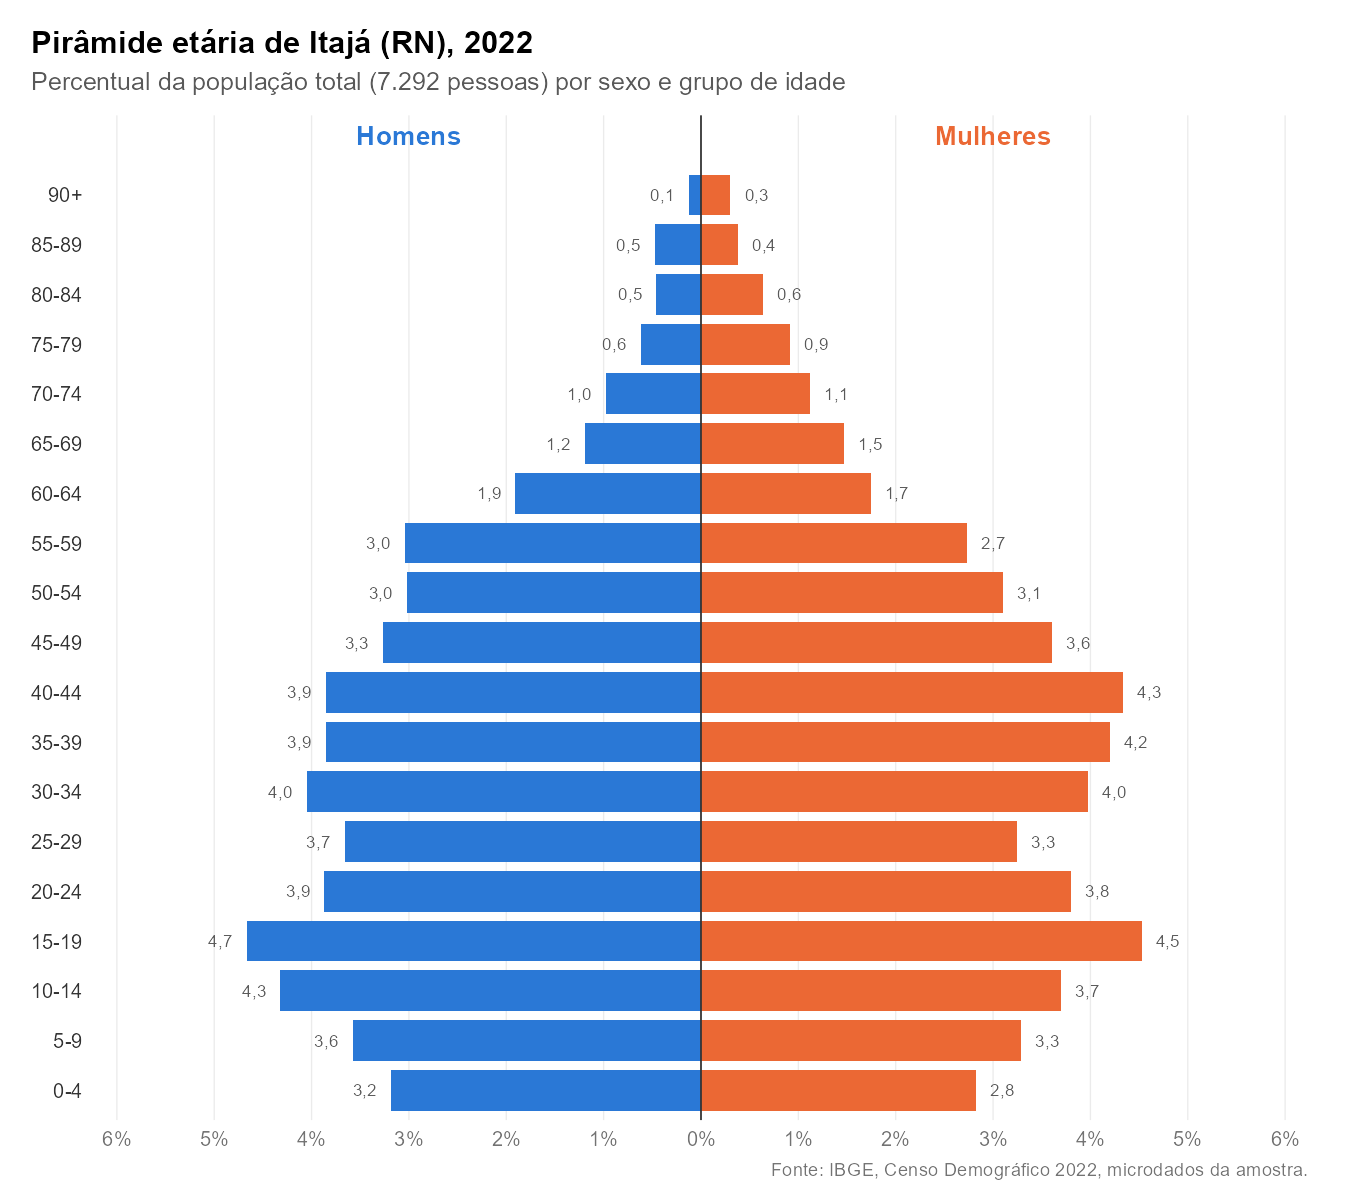 Pirâmide etária de Itajá (RN), 2022
Percentual da população total (7.292 pessoas) por sexo e grupo de idade
Homens Mulheres
90+ 0,1 0,3
85-89 0,5 0,4
80-84 0,5 0,6
75-79 0,6 0,9
70-74 1,0 1,1
65-69 1,2 1,5
60-64 1,9 1,7
55-59 3,0 2,7
50-54 3,0 3,1
45-49 3,3 3,6
40-44 3,9 4,3
35-39 3,9 4,2
30-34 4,0 4,0
25-29 3,7 3,3
20-24 3,9 3,8
15-19 4,7 4,5
10-14 4,3 3,7
5-9 3,6 3,3
0-4 3,2 2,8
6% 5% 4% 3% 2% 1% 0% 1% 2% 3% 4% 5% 6%
Fonte: IBGE, Censo Demográfico 2022, microdados da amostra.